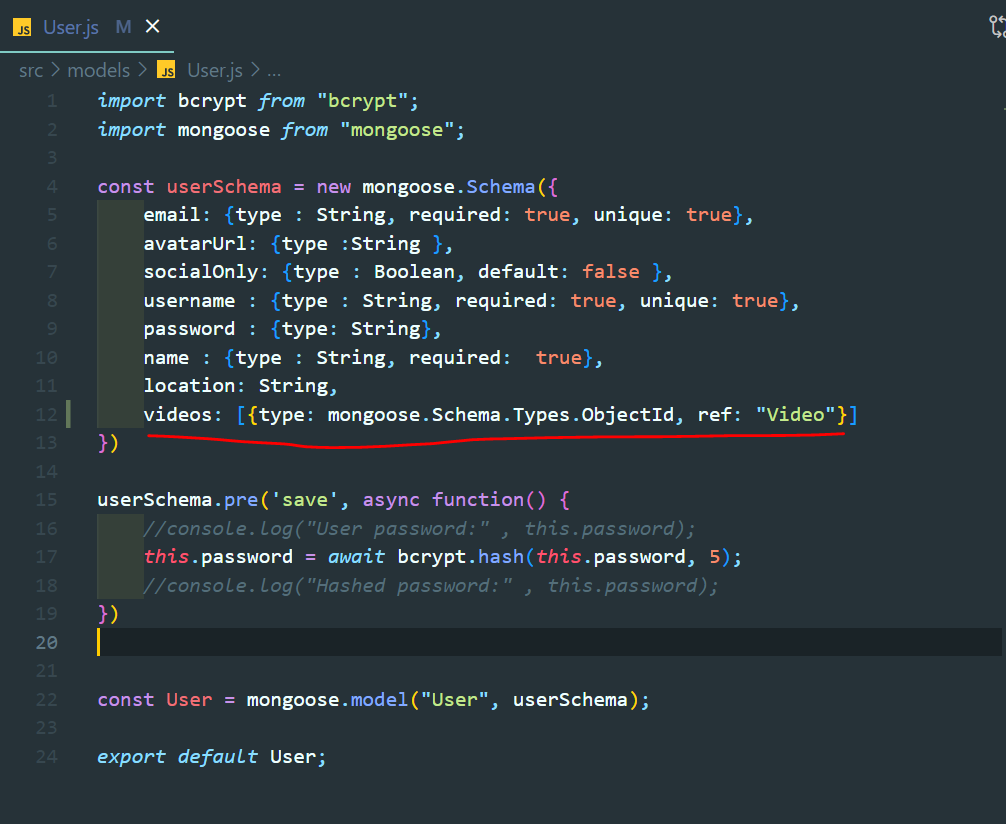 JS User.js M
src > models > JS User.js > ...
1 import bcrypt from "bcrypt";
2 import mongoose from "mongoose";
3
4 const userSchema = new mongoose.Schema({
5 email: {type : String, required: true, unique: true},
6 avatarUrl: {type :String },
7 socialOnly: {type : Boolean, default: false },
8 username : {type : String, required: true, unique: true},
9 password : {type: String},
10 name : {type : String, required:  true},
11 location: String,
12 videos: [{type: mongoose.Schema.Types.ObjectId, ref: "Video"}]
13 })
14
15 userSchema.pre('save', async function() {
16 //console.log("User password:" , this.password);
17 this.password = await bcrypt.hash(this.password, 5);
18 //console.log("Hashed password:" , this.password);
19 })
20
21
22 const User = mongoose.model("User", userSchema);
23
24 export default User;